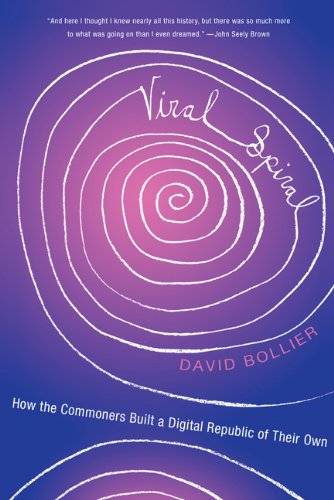 "And here I thought I knew nearly all this history, but there was so much more
to what was going on than I even dreamed." —John Seely Brown
Viral Spiral
DAVID BOLLIER
How the Commoners Built a Digital Republic of Their Own